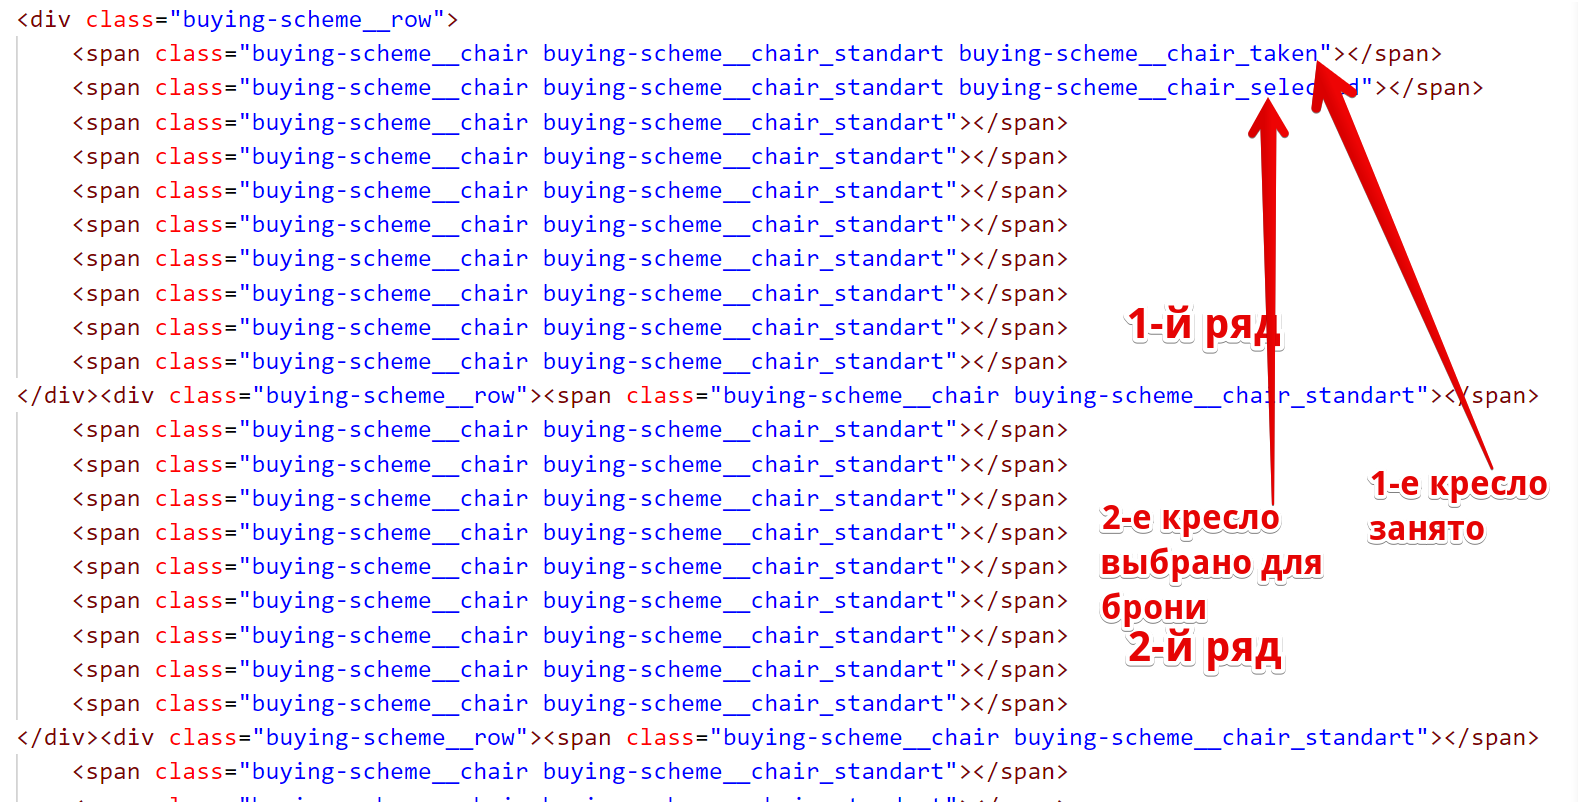 <div class="buying-scheme__row">
<span class="buying-scheme__chair buying-scheme__chair_standart buying-scheme__chair_taken"></span>
<span class="buying-scheme__chair buying-scheme__chair_standart buying-scheme__chair_selected"></span>
<span class="buying-scheme__chair buying-scheme__chair_standart"></span>
<span class="buying-scheme__chair buying-scheme__chair_standart"></span>
<span class="buying-scheme__chair buying-scheme__chair_standart"></span>
<span class="buying-scheme__chair buying-scheme__chair_standart"></span>
<span class="buying-scheme__chair buying-scheme__chair_standart"></span>
<span class="buying-scheme__chair buying-scheme__chair_standart"></span>
<span class="buying-scheme__chair buying-scheme__chair_standart"></span>
<span class="buying-scheme__chair buying-scheme__chair_standart"></span>
1-й ряд
</div><div class="buying-scheme__row"><span class="buying-scheme__chair buying-scheme__chair_standart"></span>
<span class="buying-scheme__chair buying-scheme__chair_standart"></span>
<span class="buying-scheme__chair buying-scheme__chair_standart"></span>
<span class="buying-scheme__chair buying-scheme__chair_standart"></span>
<span class="buying-scheme__chair buying-scheme__chair_standart"></span>
<span class="buying-scheme__chair buying-scheme__chair_standart"></span>
<span class="buying-scheme__chair buying-scheme__chair_standart"></span>
<span class="buying-scheme__chair buying-scheme__chair_standart"></span>
<span class="buying-scheme__chair buying-scheme__chair_standart"></span>
<span class="buying-scheme__chair buying-scheme__chair_standart"></span>
1-е кресло
занято
2-е кресло
выбрано для
брони
2-й ряд
</div><div class="buying-scheme__row"><span class="buying-scheme__chair buying-scheme__chair_standart"></span>
<span class="buying-scheme__chair buying-scheme__chair_standart"></span>